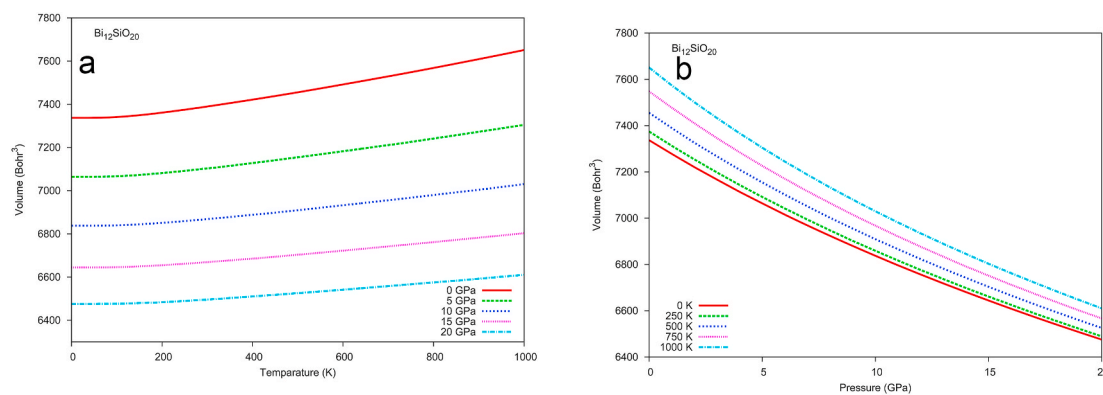 7800
7600
7400
7200
7000
6800
6600
6400
Volume (Bohr³)
Bi₁₂SiO₂₀
a
0 GPa
5 GPa
10 GPa
15 GPa
20 GPa
0 200 400 600 800 1000
Temparature (K)
7800
7600
7400
7200
7000
6800
6600
6400
Volume (Bohr³)
Bi₁₂SiO₂₀
b
0 K
250 K
500 K
750 K
1000 K
0 5 10 15 2
Pressure (GPa)